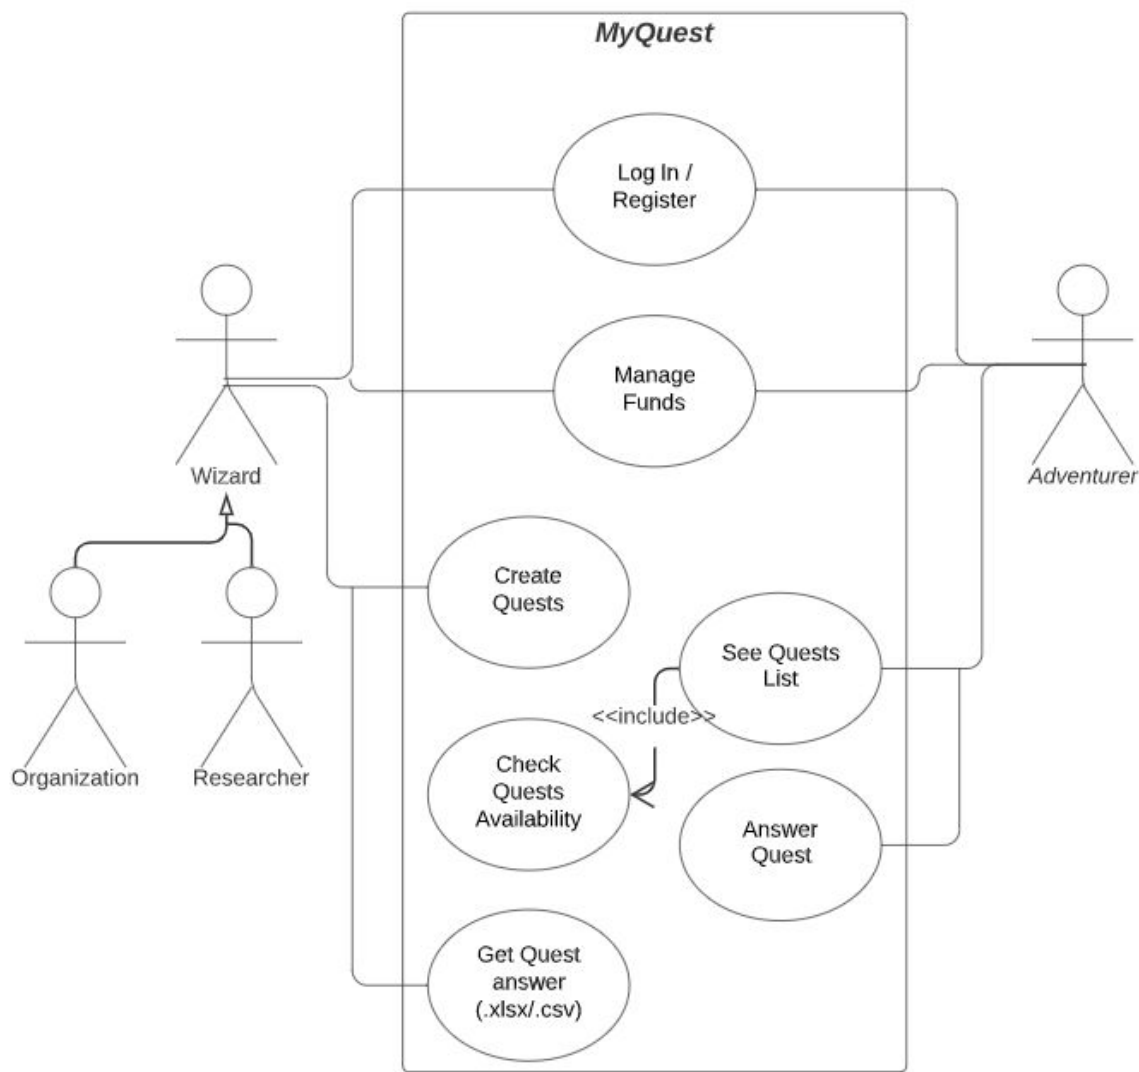 MyQuest
Log In /
Register
Manage
Funds
Wizard
Adventurer
Create
Quests
See Quests
List
<<include>>
Organization
Researcher
Check
Quests
Availability
Answer
Quest
Get Quest
answer
(.xlsx/.csv)